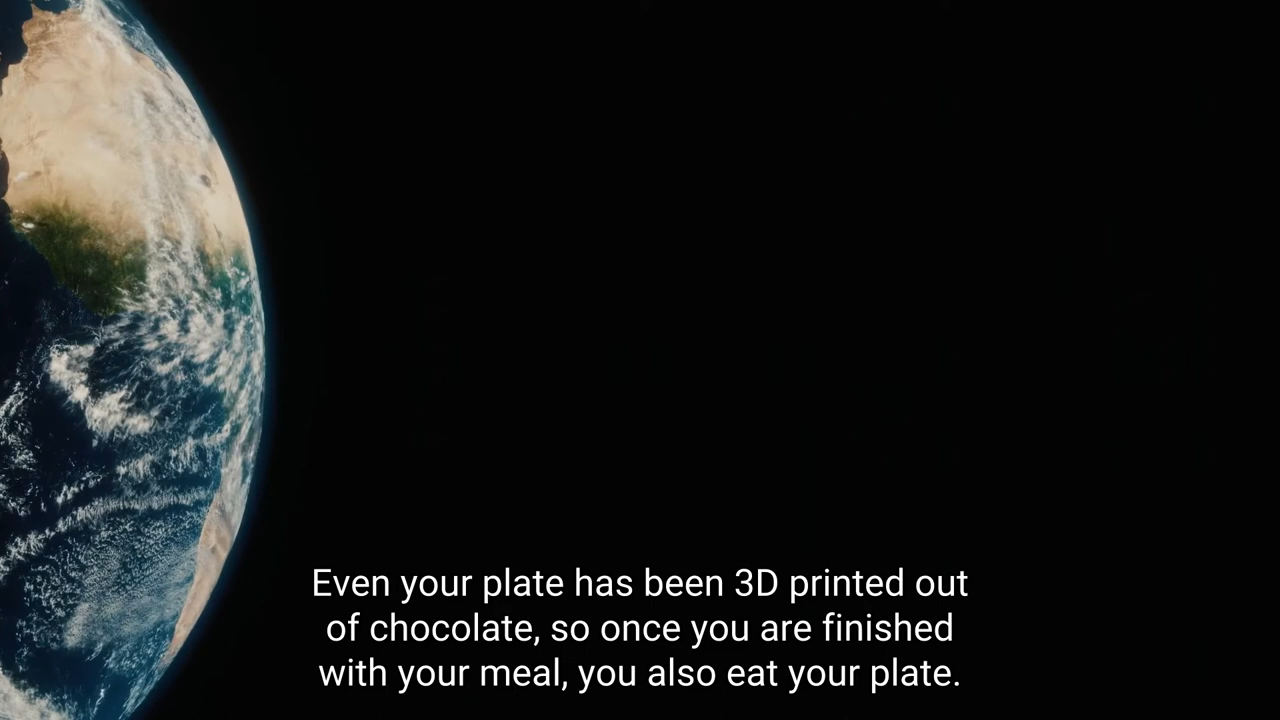 Even your plate has been 3D printed out
of chocolate, so once you are finished
with your meal, you also eat your plate.